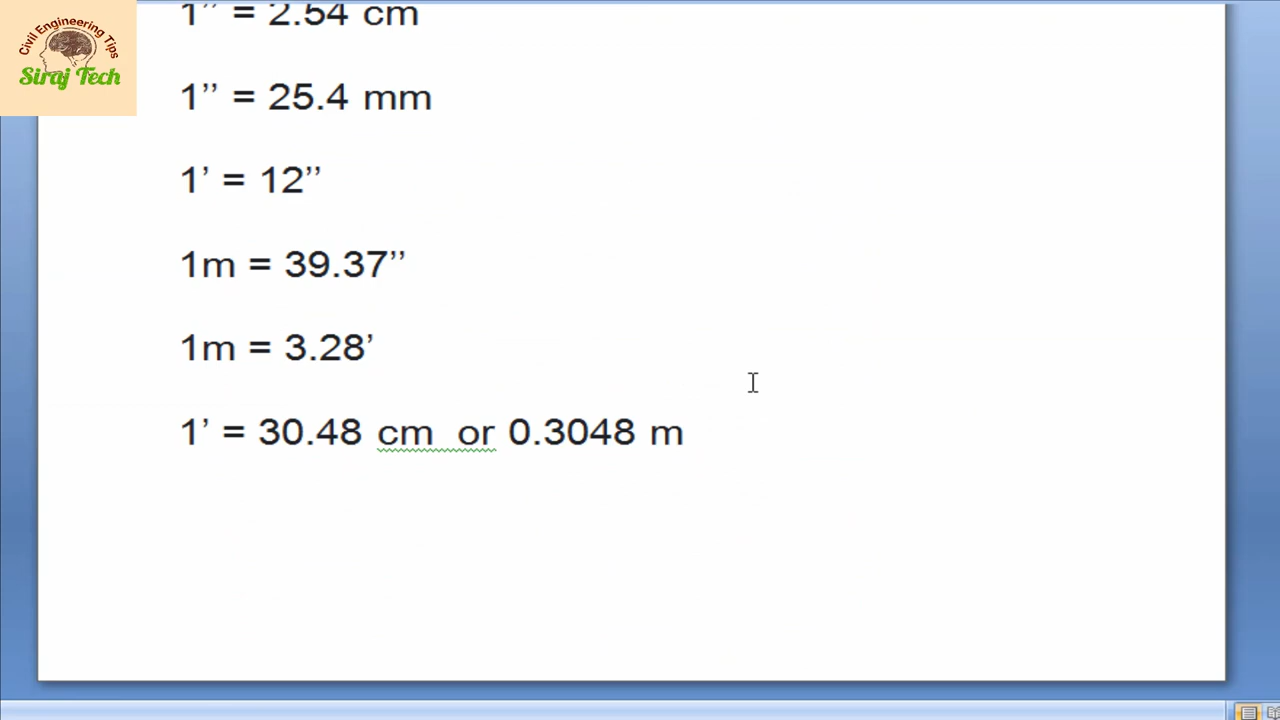 Civil Engineering Tips
Siraj Tech
1’’ = 2.54 cm
1’’ = 25.4 mm
1’ = 12’’
1m = 39.37’’
1m = 3.28’
1’ = 30.48 cm  or 0.3048 m